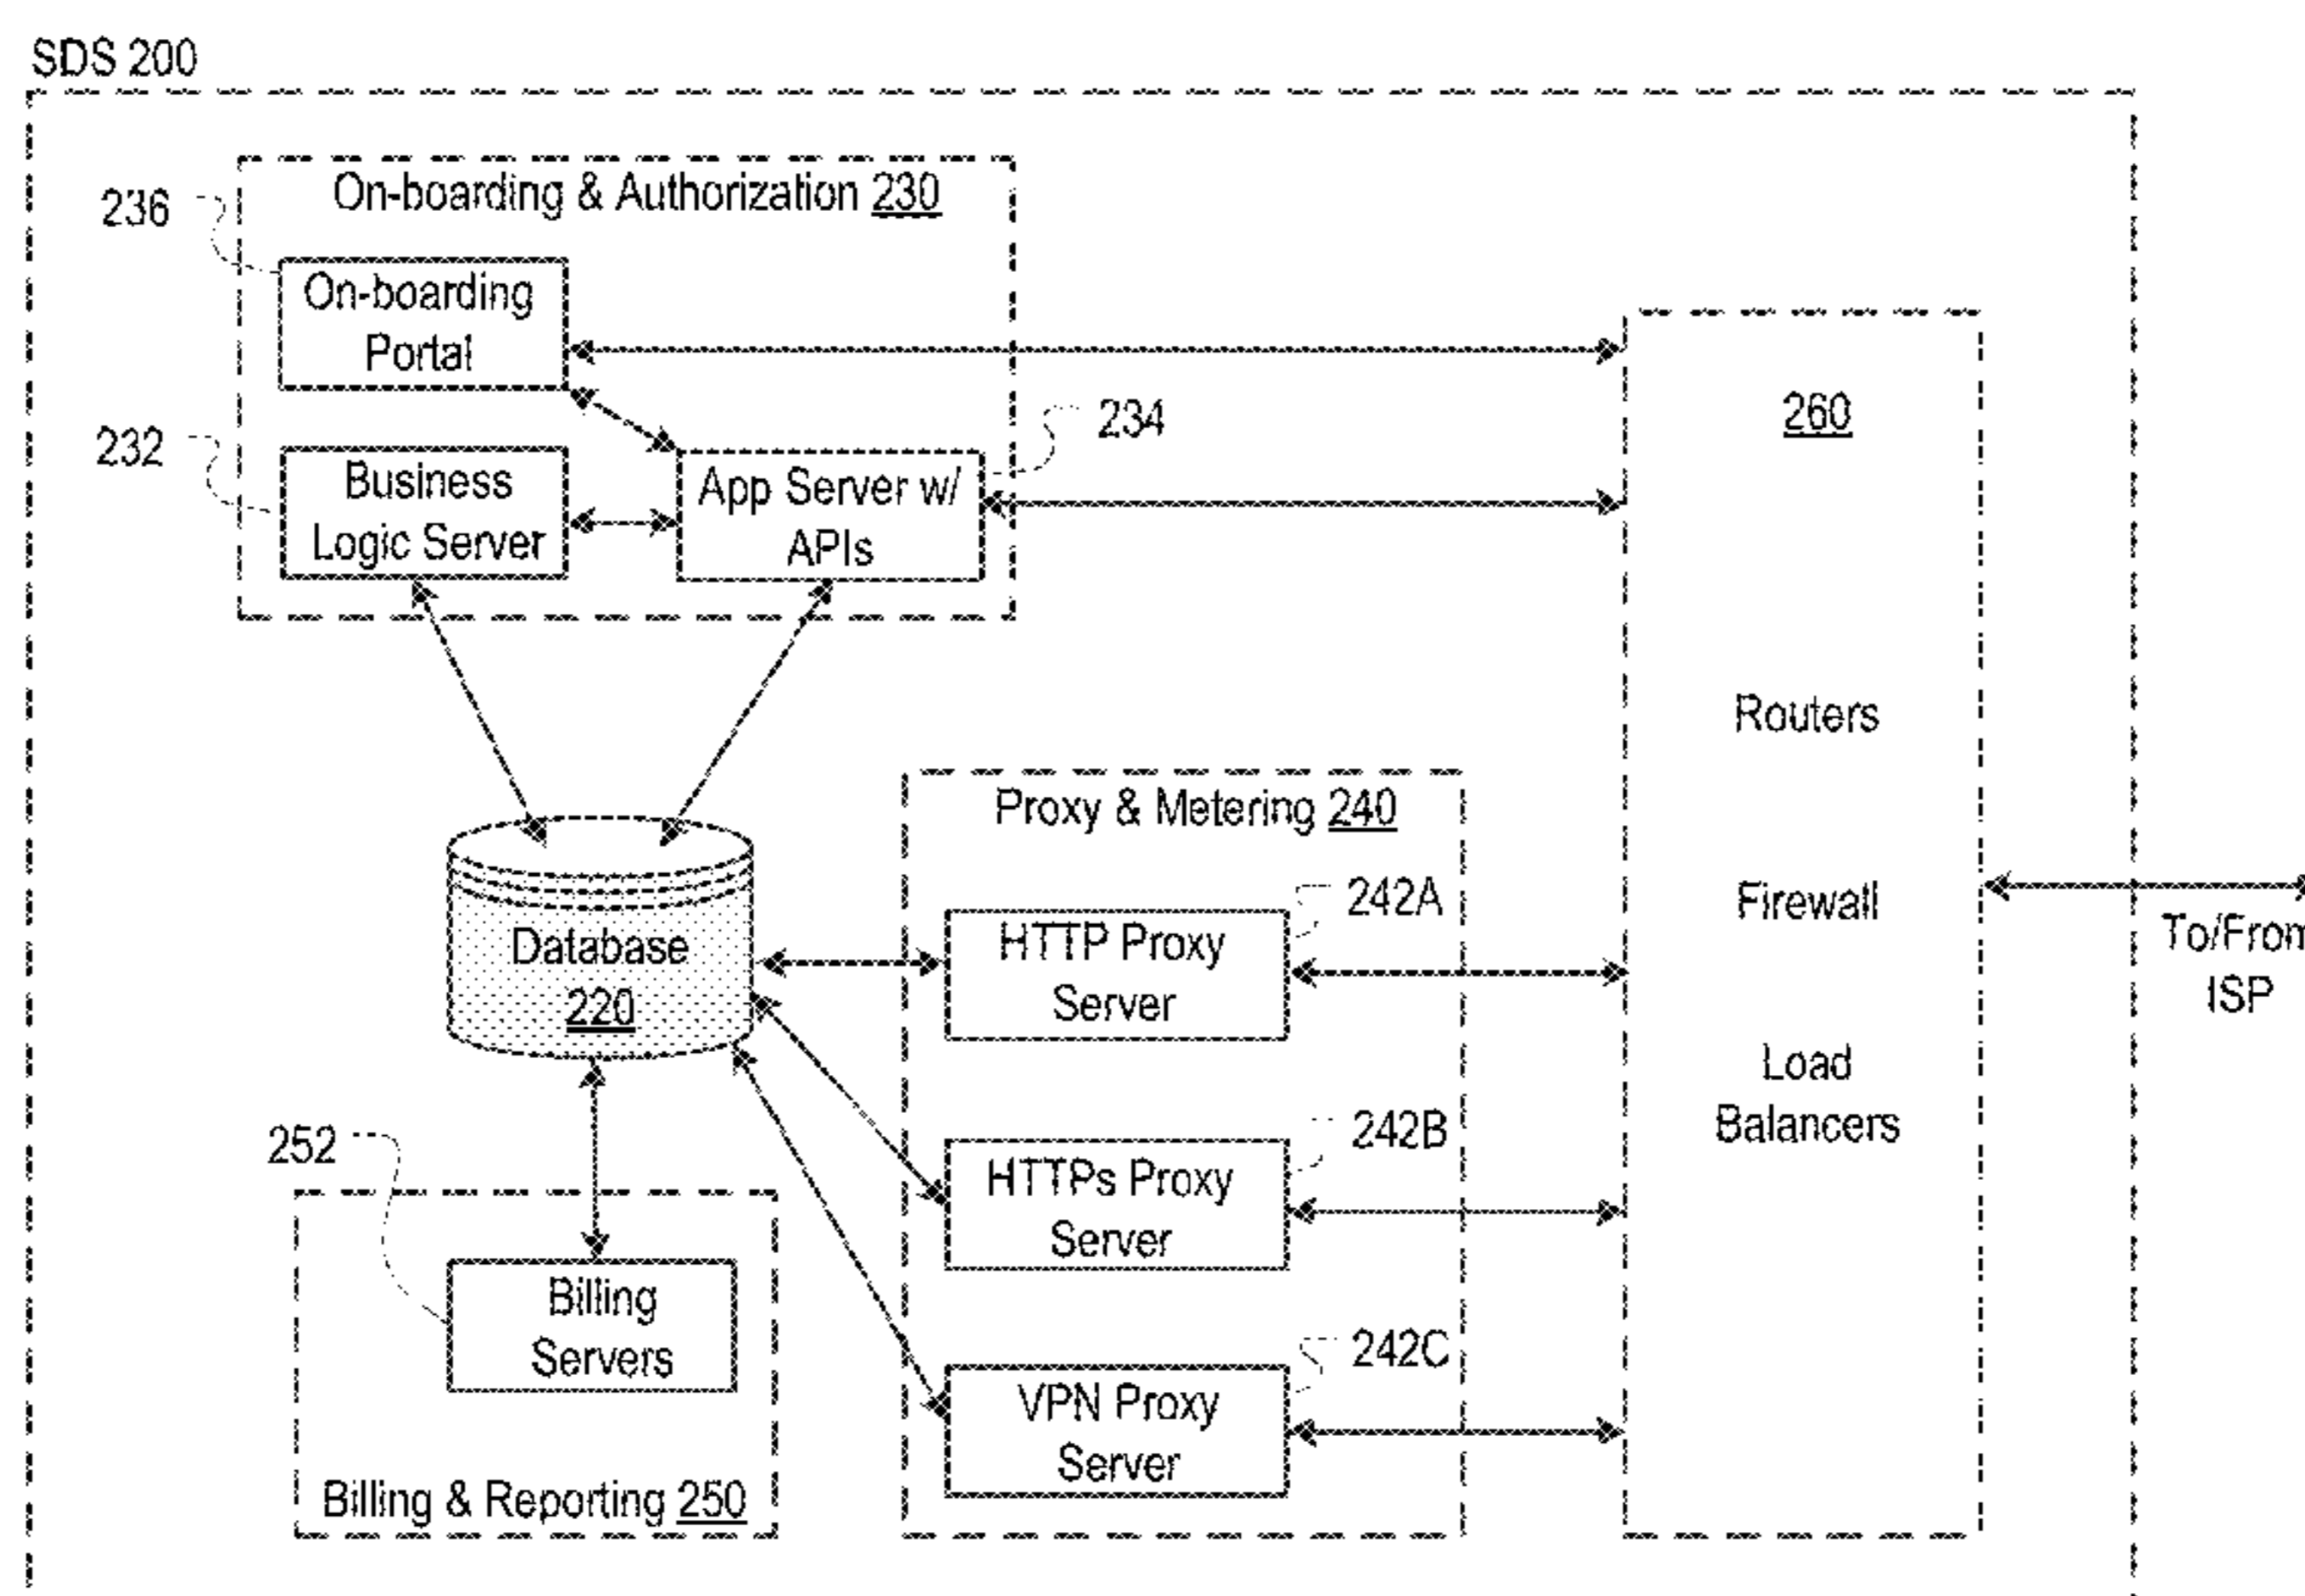 SDS 200
On-boarding & Authorization 230
236
On-boarding
Portal
232
Business
Logic Server
234
App Server w/
APIs
260
Routers
Firewall
Load
Balancers
To/From
ISP
Database
220
Proxy & Metering 240
242A
HTTP Proxy
Server
242B
HTTPs Proxy
Server
242C
VPN Proxy
Server
252
Billing
Servers
Billing & Reporting 250